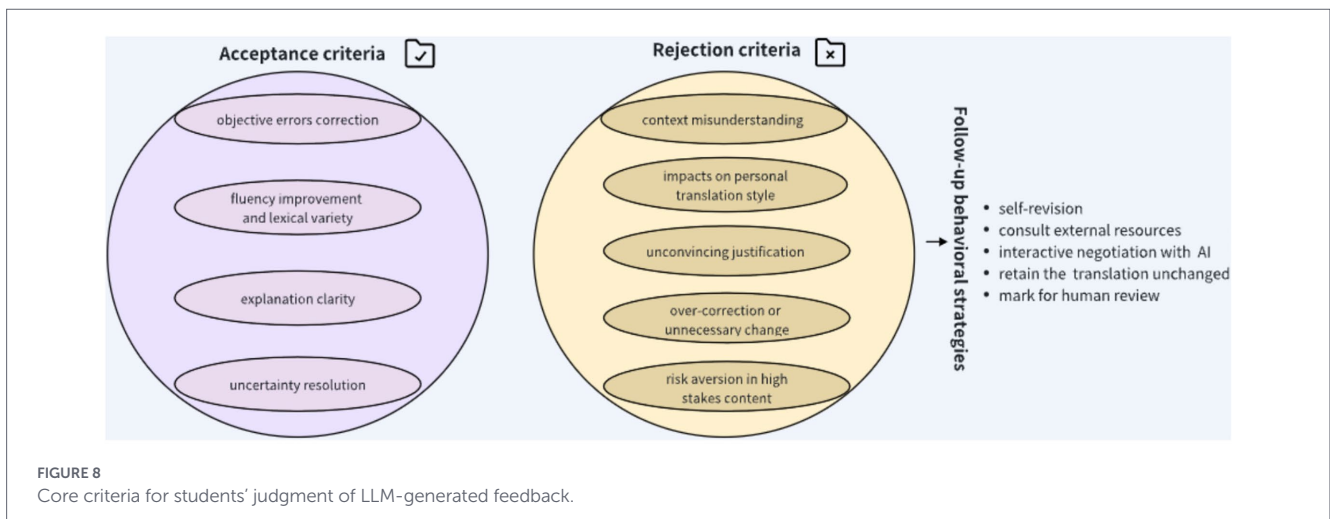 Acceptance criteria
objective errors correction
fluency improvement
and lexical variety
explanation clarity
uncertainty resolution
Rejection criteria
context misunderstanding
impacts on personal
translation style
unconvincing justification
over-correction or
unnecessary change
risk aversion in high
stakes content
Follow-up behavioral strategies
• self-revision
• consult external resources
• interactive negotiation with AI
• retain the translation unchanged
• mark for human review
FIGURE 8
Core criteria for students’ judgment of LLM-generated feedback.